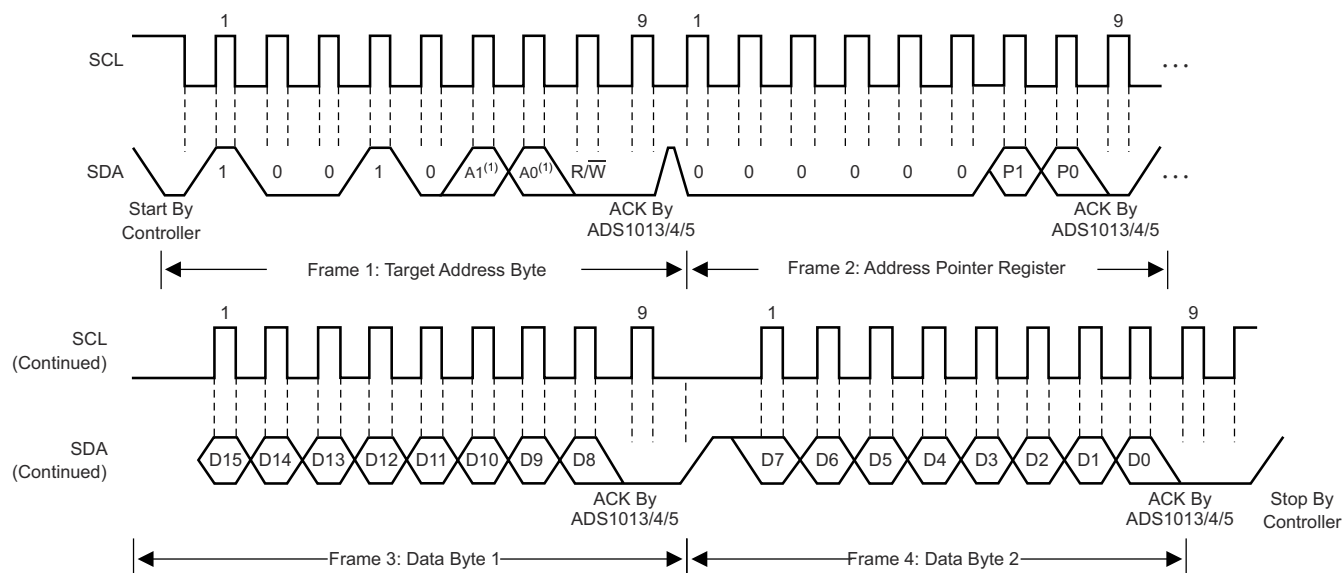 1 9 1 9
SCL ...
SDA 1 0 0 1 0 A1(1) A0(1) R/W̅ 0 0 0 0 0 0 P1 P0 ...
Start By
Controller
ACK By
ADS1013/4/5
ACK By
ADS1013/4/5
Frame 1: Target Address Byte
Frame 2: Address Pointer Register
1 9 1 9
SCL
(Continued)
SDA
(Continued)
D15 D14 D13 D12 D11 D10 D9 D8 D7 D6 D5 D4 D3 D2 D1 D0
ACK By
ADS1013/4/5
ACK By
ADS1013/4/5
Stop By
Controller
Frame 3: Data Byte 1
Frame 4: Data Byte 2